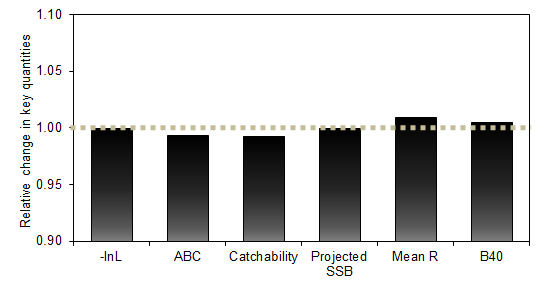 Relative change in key quantities
1.10
1.05
1.00
0.95
0.90
-lnL
ABC
Catchability
Projected
SSB
Mean R
B40